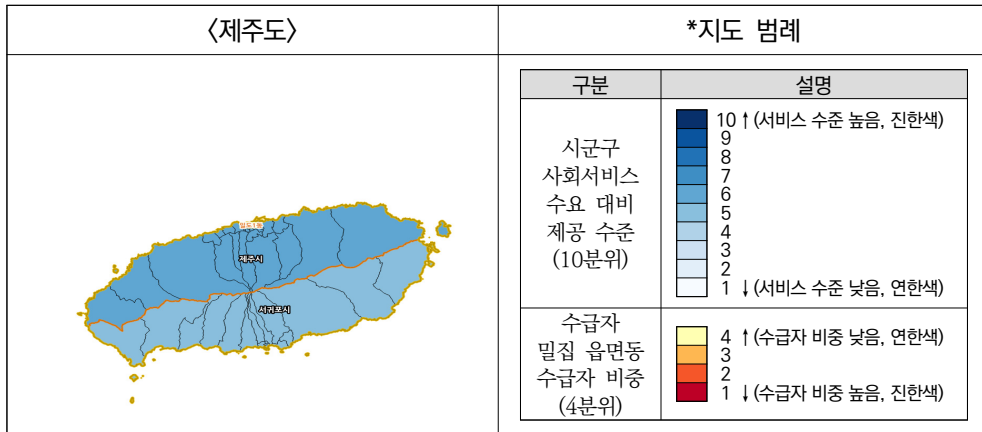 〈제주도〉
*지도 범례
일도1동
제주시
서귀포시
구분
설명
시군구
사회서비스
수요 대비
제공 수준
(10분위)
10 ↑ (서비스 수준 높음, 진한색)
9
8
7
6
5
4
3
2
1 ↓ (서비스 수준 낮음, 연한색)
수급자
밀집 읍면동
수급자 비중
(4분위)
4 ↑ (수급자 비중 낮음, 연한색)
3
2
1 ↓ (수급자 비중 높음, 진한색)